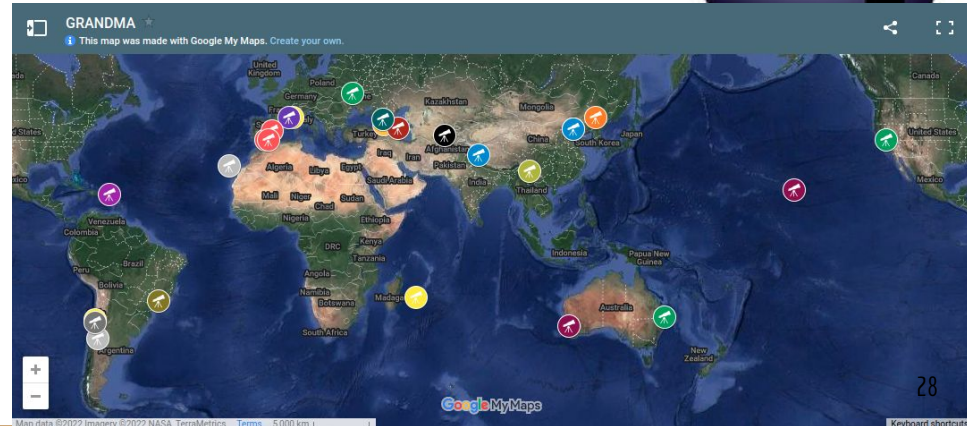 GRANDMA
This map was made with Google My Maps. Create your own.
United Kingdom
Poland
Germany
Canada
Kazakhstan
Mongolia
d States
United States
Turkey
China
Japan
South Korea
Afghanistan
Iraq
Iran
Pakistan
Algeria
Libya
Egypt
Saudi Arabia
India
Thailand
Mexico
xico
Mali
Niger
Chad
Sudan
Venezuela
Colombia
Nigeria
Ethiopia
DRC
Kenya
Tanzania
Indonesia
Papua New Guinea
Peru
Brazil
Bolivia
Angola
Namibia
Botswana
Madaga
Australia
South Africa
Argentina
New Zealand
+
−
Google My Maps
28
Map data ©2022 Imagery ©2022 NASA, TerraMetrics
Terms
5,000 km
Keyboard shortcuts